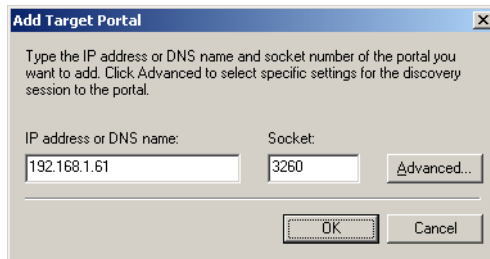 Add Target Portal
Type the IP address or DNS name and socket number of the portal you
want to add. Click Advanced to select specific settings for the discovery
session to the portal.
IP address or DNS name: Socket:
192.168.1.61 3260 Advanced...
OK Cancel